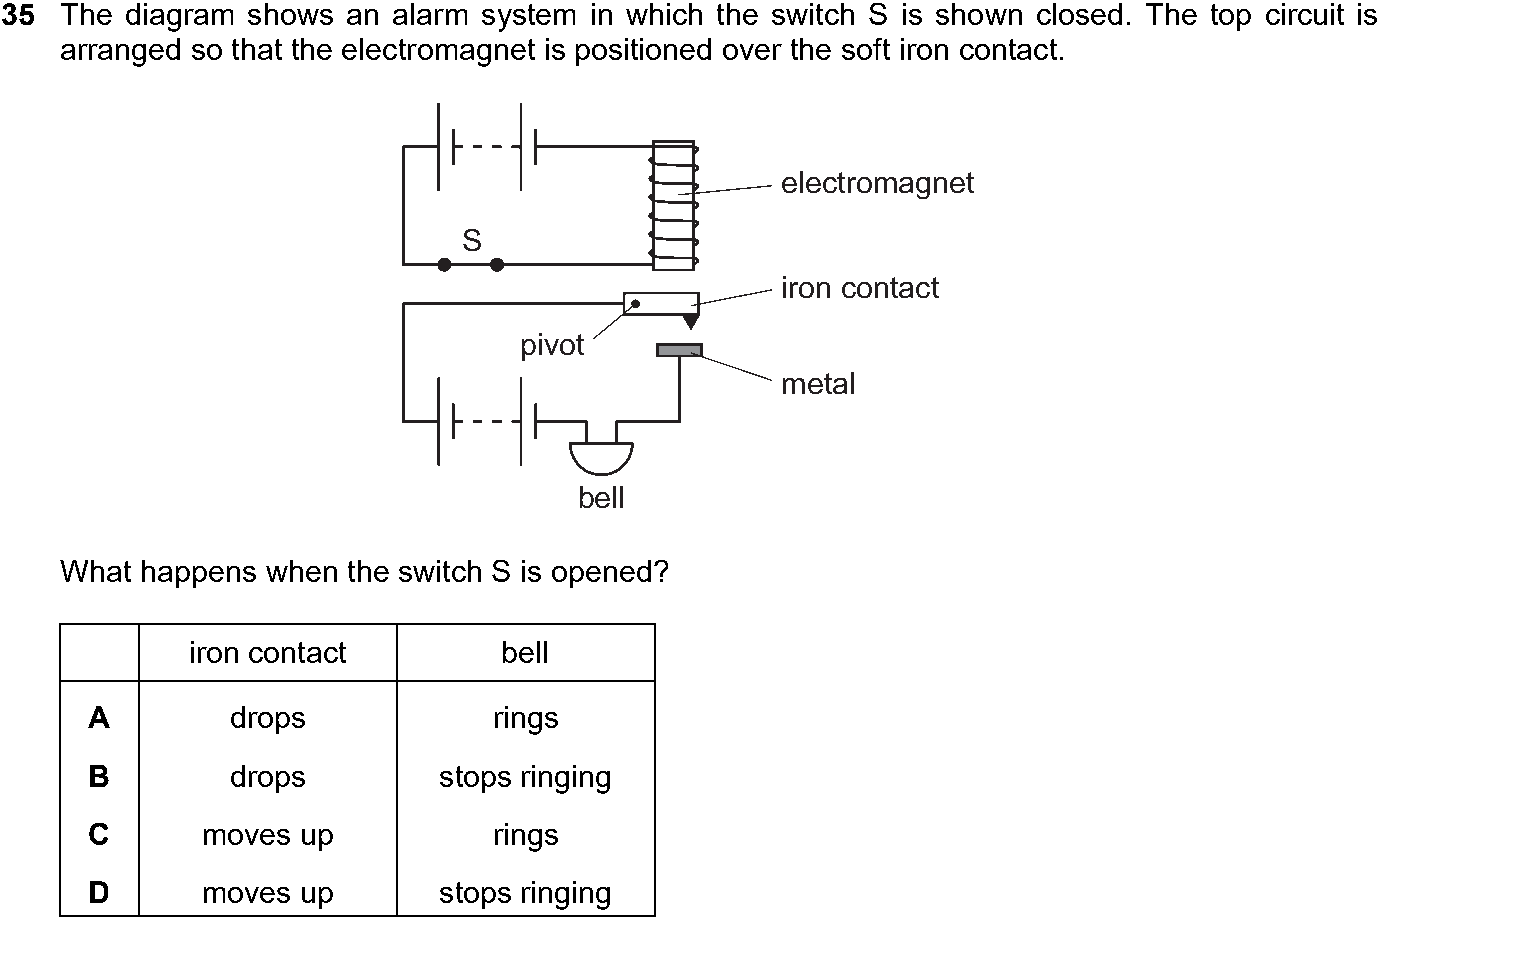 35 The diagram shows an alarm system in which the switch S is shown closed. The top circuit is
arranged so that the electromagnet is positioned over the soft iron contact.
electromagnet
S
iron contact
pivot
metal
bell
What happens when the switch S is opened?
iron contact bell
A drops rings
B drops stops ringing
C moves up rings
D moves up stops ringing